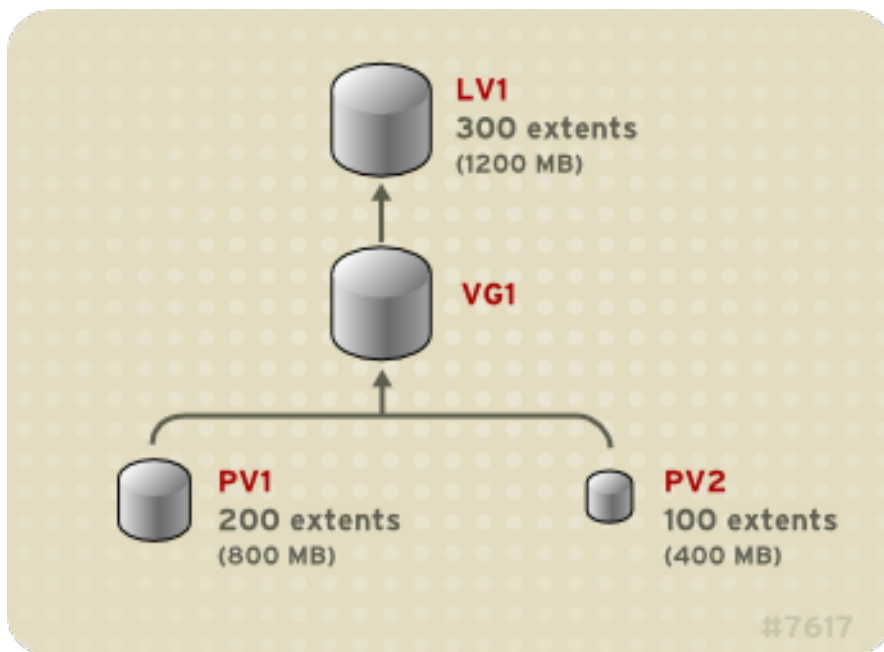 LV1
300 extents
(1200 MB)
VG1
PV1
200 extents
(800 MB)
PV2
100 extents
(400 MB)
#7617